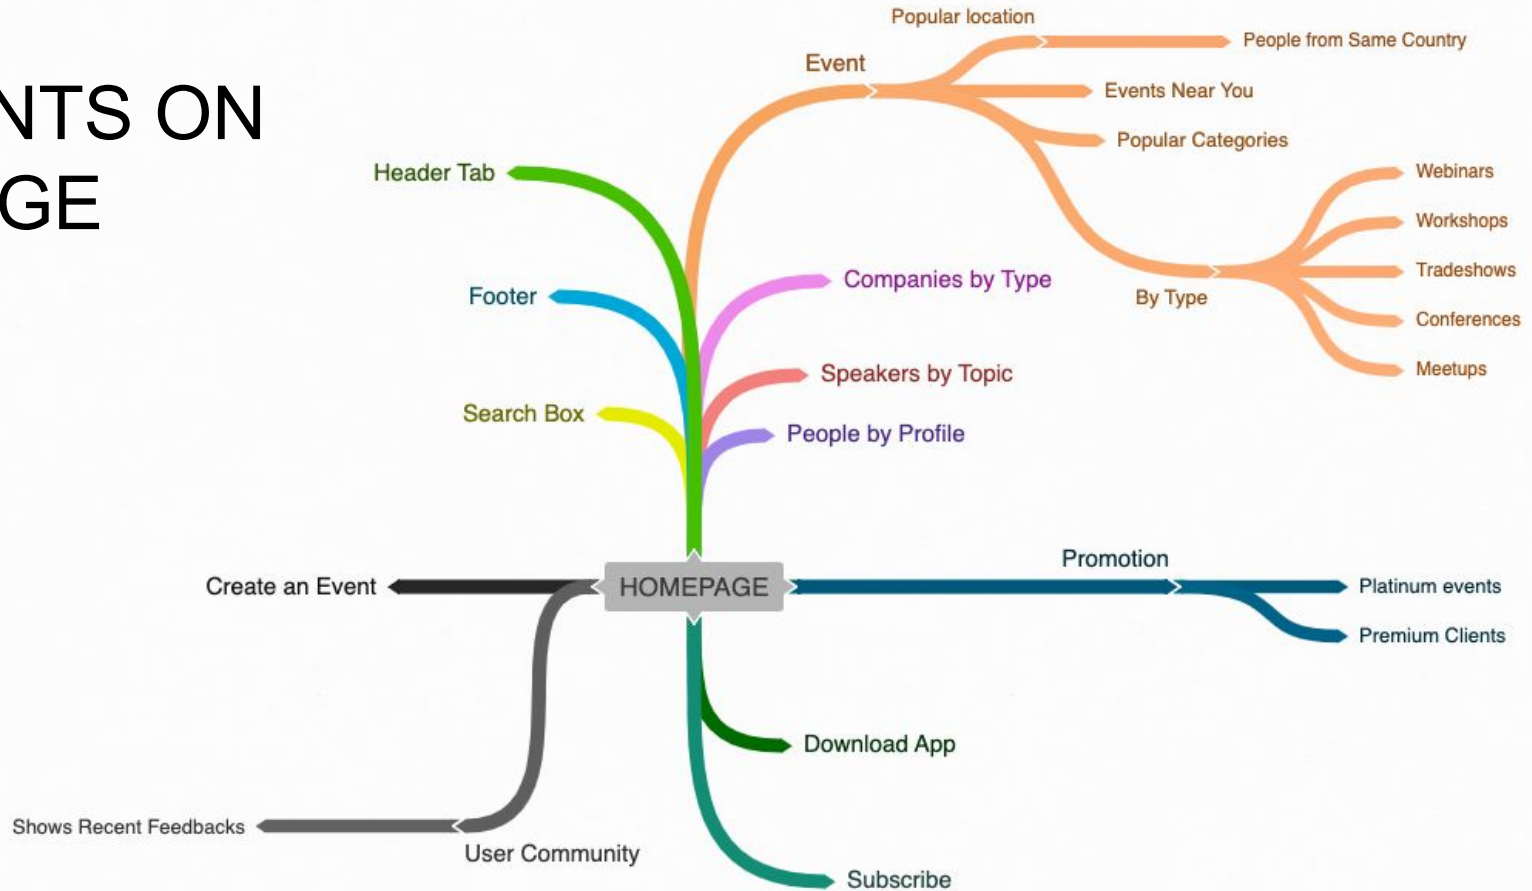 NTS ON
GE
Popular location
People from Same Country
Event
Events Near You
Popular Categories
Header Tab
Webinars
Workshops
Tradeshows
Conferences
Meetups
By Type
Companies by Type
Footer
Speakers by Topic
Search Box
People by Profile
Promotion
Create an Event
HOMEPAGE
Platinum events
Premium Clients
Download App
Shows Recent Feedbacks
User Community
Subscribe